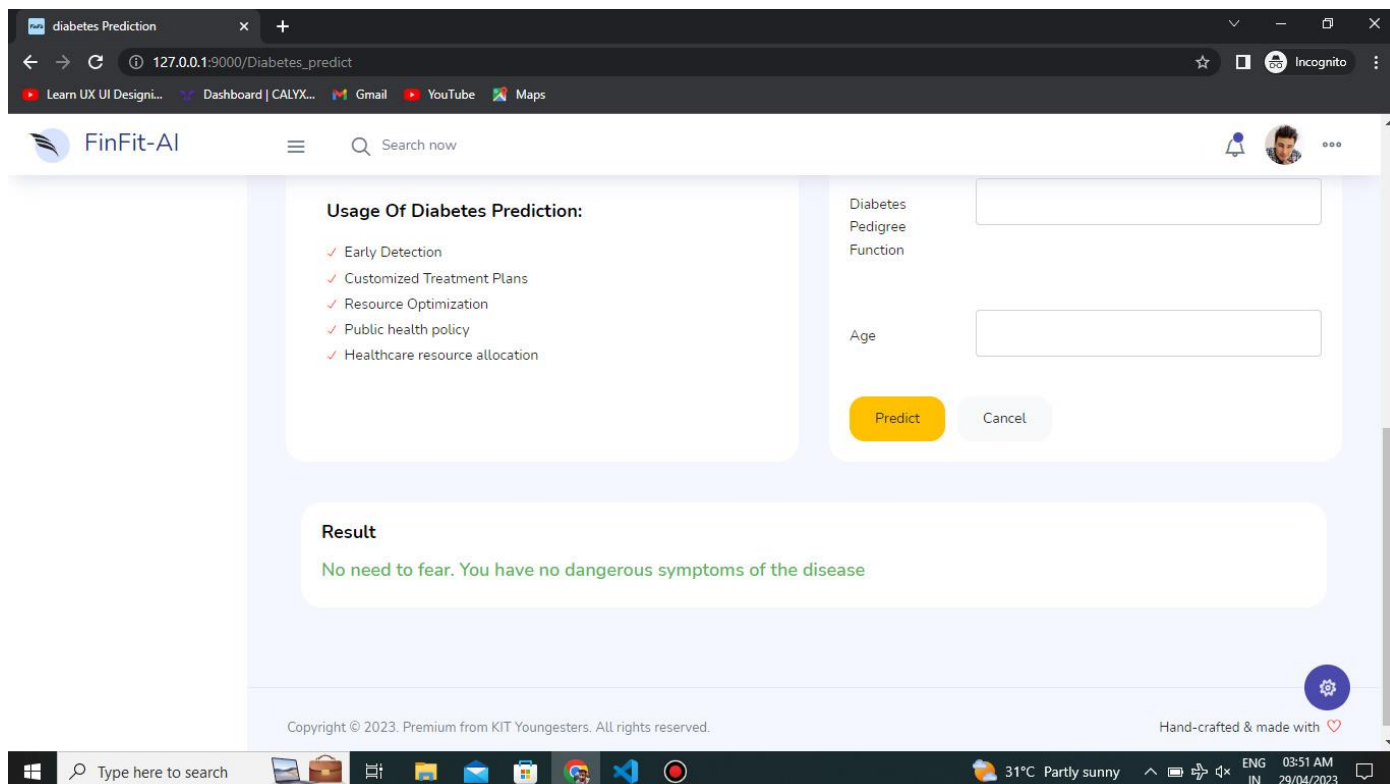 diabetes Prediction
127.0.0.1:9000/Diabetes_predict
Incognito
Learn UX UI Designi...
Dashboard | CALYX...
Gmail
YouTube
Maps
FinFit-AI
Search now
Usage Of Diabetes Prediction:
Early Detection
Customized Treatment Plans
Resource Optimization
Public health policy
Healthcare resource allocation
Diabetes
Pedigree
Function
Age
Predict
Cancel
Result
No need to fear. You have no dangerous symptoms of the disease
Copyright © 2023. Premium from KIT Youngesters. All rights reserved.
Hand-crafted & made with
Type here to search
31°C Partly sunny
ENG
IN
03:51 AM
29/04/2023